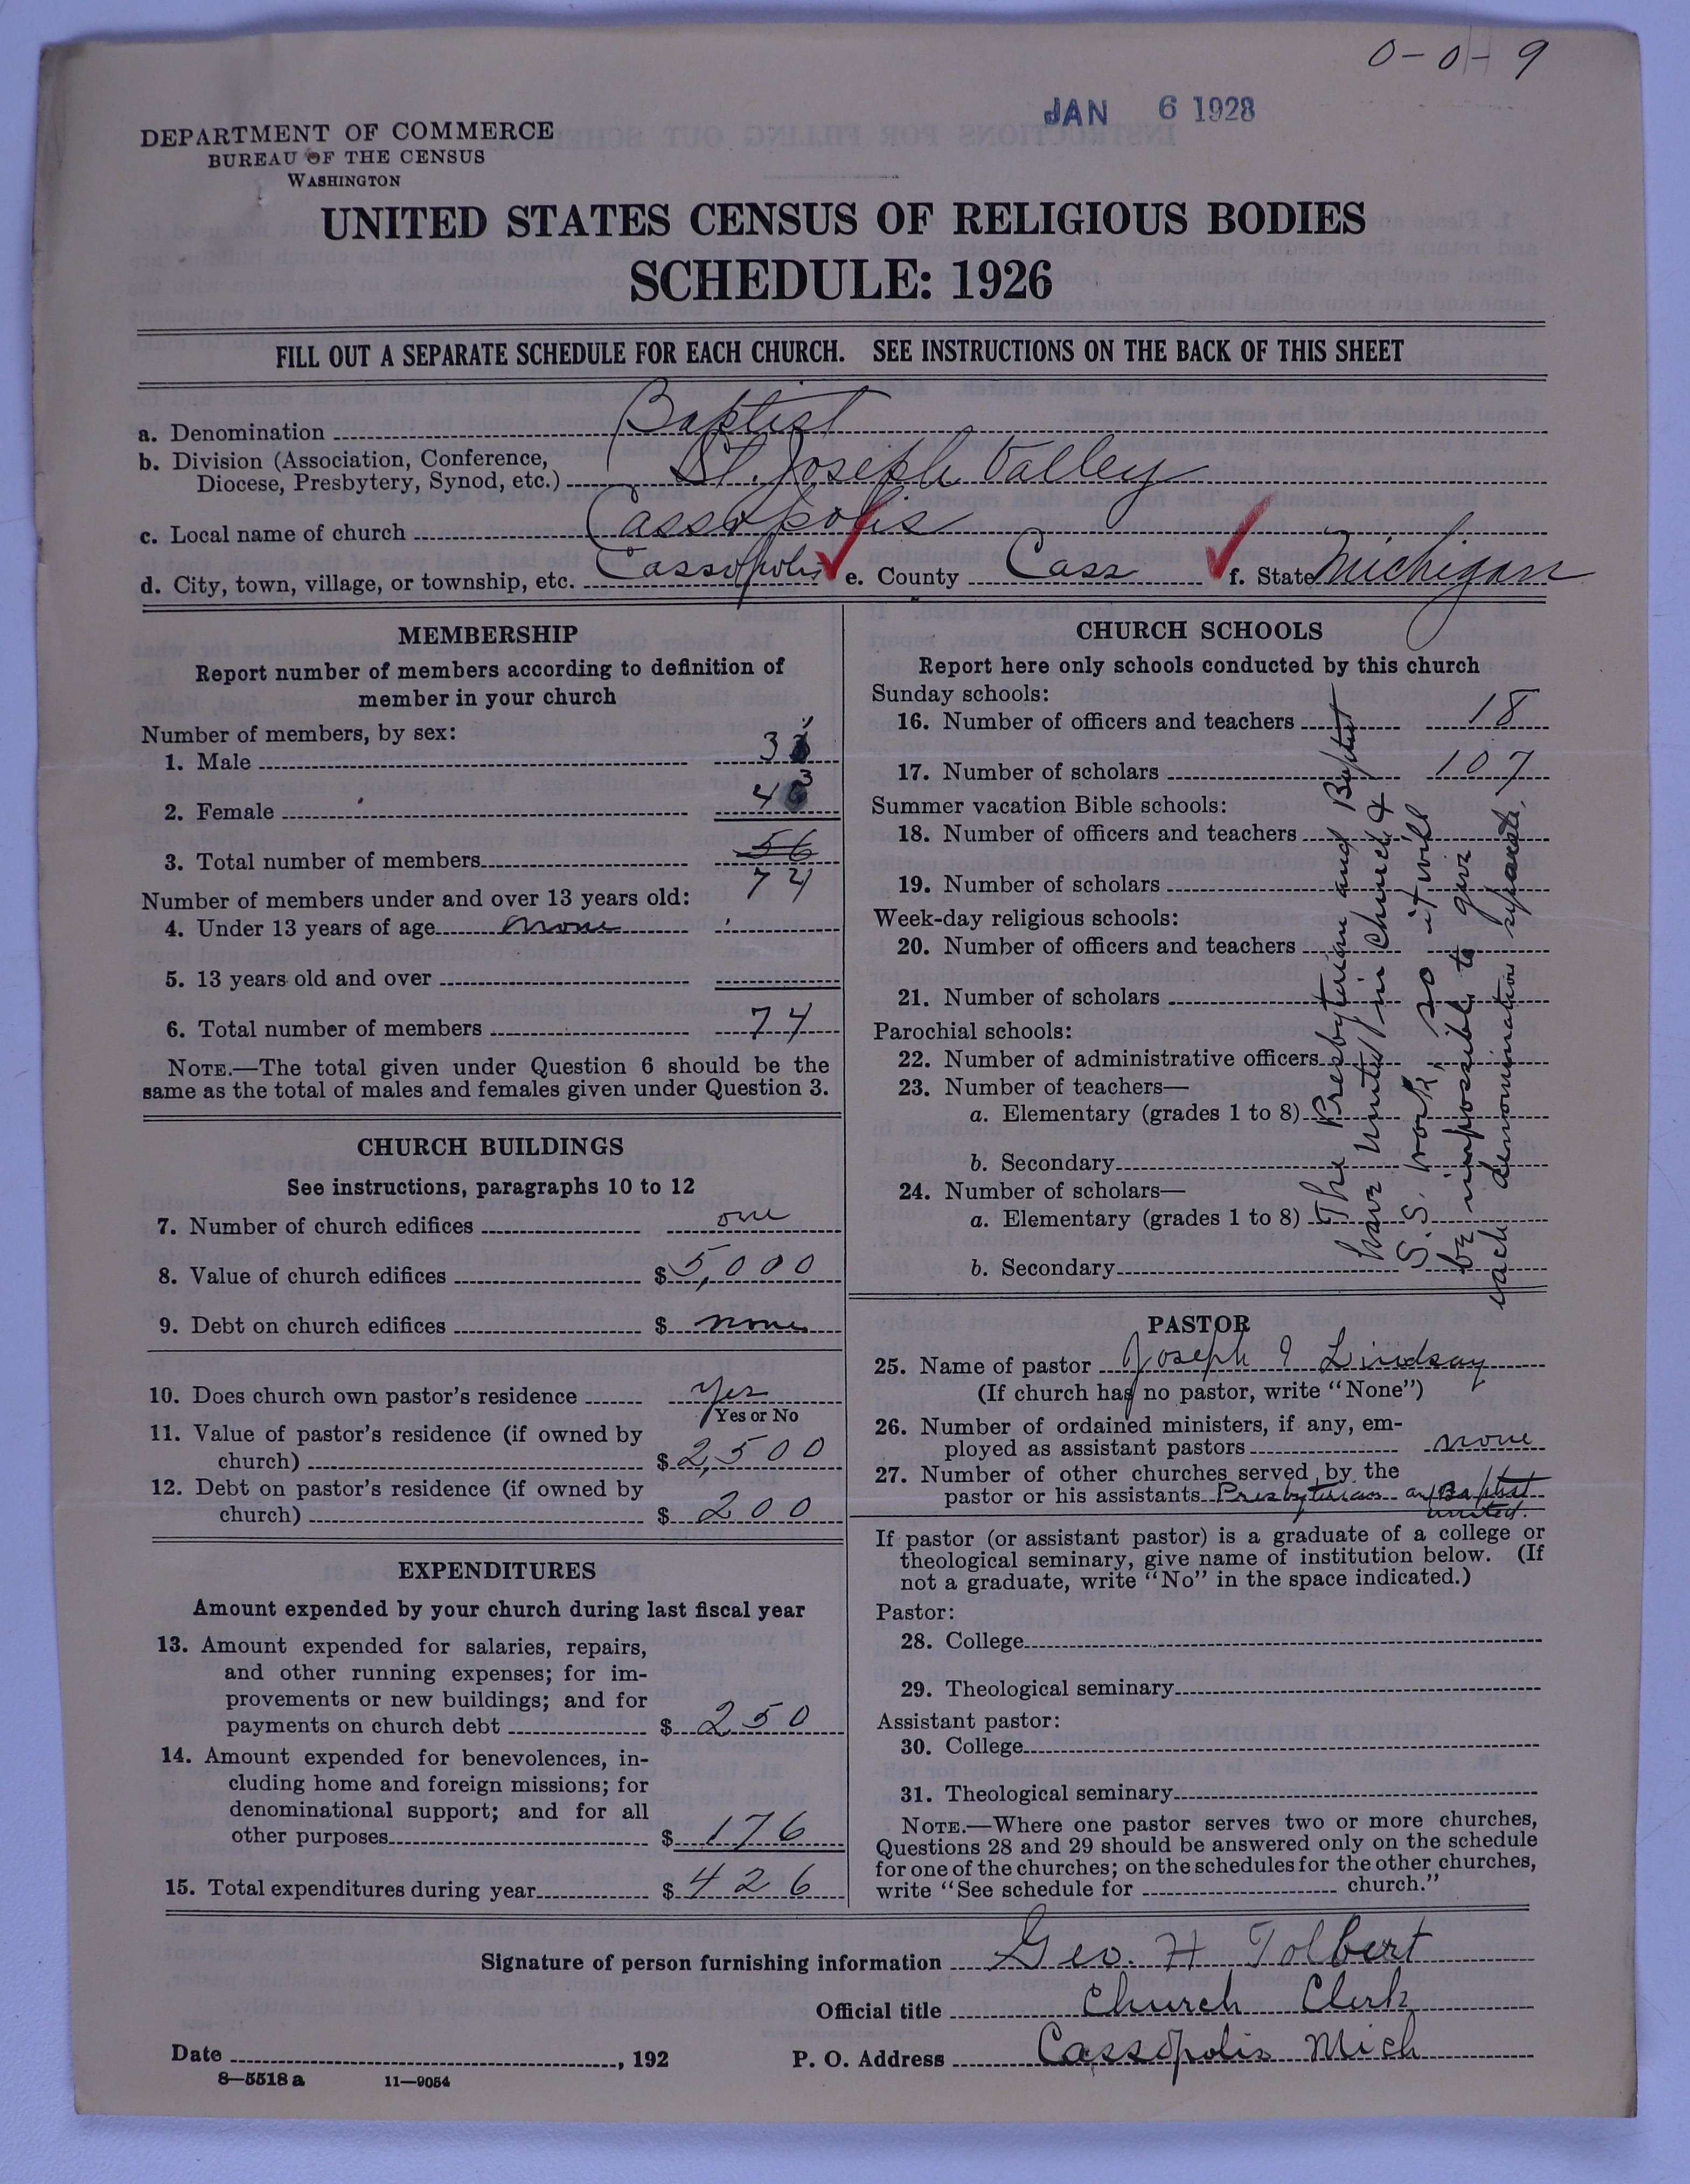 0-0-9
JAN 6 1928
DEPARTMENT OF COMMERCE
BUREAU OF THE CENSUS
WASHINGTON
UNITED STATES CENSUS OF RELIGIOUS BODIES
SCHEDULE: 1926
FILL OUT A SEPARATE SCHEDULE FOR EACH CHURCH. SEE INSTRUCTIONS ON THE BACK OF THIS SHEET
a. Denomination Baptist
b. Division (Association, Conference,
Diocese, Presbytery, Synod, etc.) St. Joseph Valley
c. Local name of church Cassopolis
d. City, town, village, or township, etc. Cassopolis e. County Cass f. State Michigan
MEMBERSHIP
Report number of members according to definition of
member in your church
Number of members, by sex:
1. Male 31
2. Female 43
3. Total number of members 56
74
Number of members under and over 13 years old:
4. Under 13 years of age none
5. 13 years old and over
6. Total number of members 74
NOTE.—The total given under Question 6 should be the
same as the total of males and females given under Question 3.
CHURCH BUILDINGS
See instructions, paragraphs 10 to 12
7. Number of church edifices one
8. Value of church edifices $ 5,000
9. Debt on church edifices $ none
10. Does church own pastor's residence yes
Yes or No
11. Value of pastor's residence (if owned by
church) $ 2,500
12. Debt on pastor's residence (if owned by
church) $ 200
EXPENDITURES
Amount expended by your church during last fiscal year
13. Amount expended for salaries, repairs,
and other running expenses; for im-
provements or new buildings; and for
payments on church debt $ 250
14. Amount expended for benevolences, in-
cluding home and foreign missions; for
denominational support; and for all
other purposes $ 176
15. Total expenditures during year $ 426
CHURCH SCHOOLS
Report here only schools conducted by this church
Sunday schools:
16. Number of officers and teachers 18
17. Number of scholars 107
Summer vacation Bible schools:
18. Number of officers and teachers
19. Number of scholars
Week-day religious schools:
20. Number of officers and teachers
21. Number of scholars
Parochial schools:
22. Number of administrative officers
23. Number of teachers—
a. Elementary (grades 1 to 8)
b. Secondary
24. Number of scholars—
a. Elementary (grades 1 to 8)
b. Secondary
The Presbyterian and Baptist
have united in church &
S. S. work, so it will
be impossible to give
each denomination separate.
PASTOR
25. Name of pastor Joseph I Lindsay
(If church has no pastor, write "None")
26. Number of ordained ministers, if any, em-
ployed as assistant pastors none
27. Number of other churches served by the
pastor or his assistants Presbyterian and Baptist
united.
If pastor (or assistant pastor) is a graduate of a college or
theological seminary, give name of institution below. (If
not a graduate, write "No" in the space indicated.)
Pastor:
28. College
29. Theological seminary
Assistant pastor:
30. College
31. Theological seminary
NOTE.—Where one pastor serves two or more churches,
Questions 28 and 29 should be answered only on the schedule
for one of the churches; on the schedules for the other churches,
write "See schedule for church."
Signature of person furnishing information Geo. H Tolbert
Official title Church Clerk
Date , 192 P. O. Address Cassopolis Mich
8—5518 a 11—9054